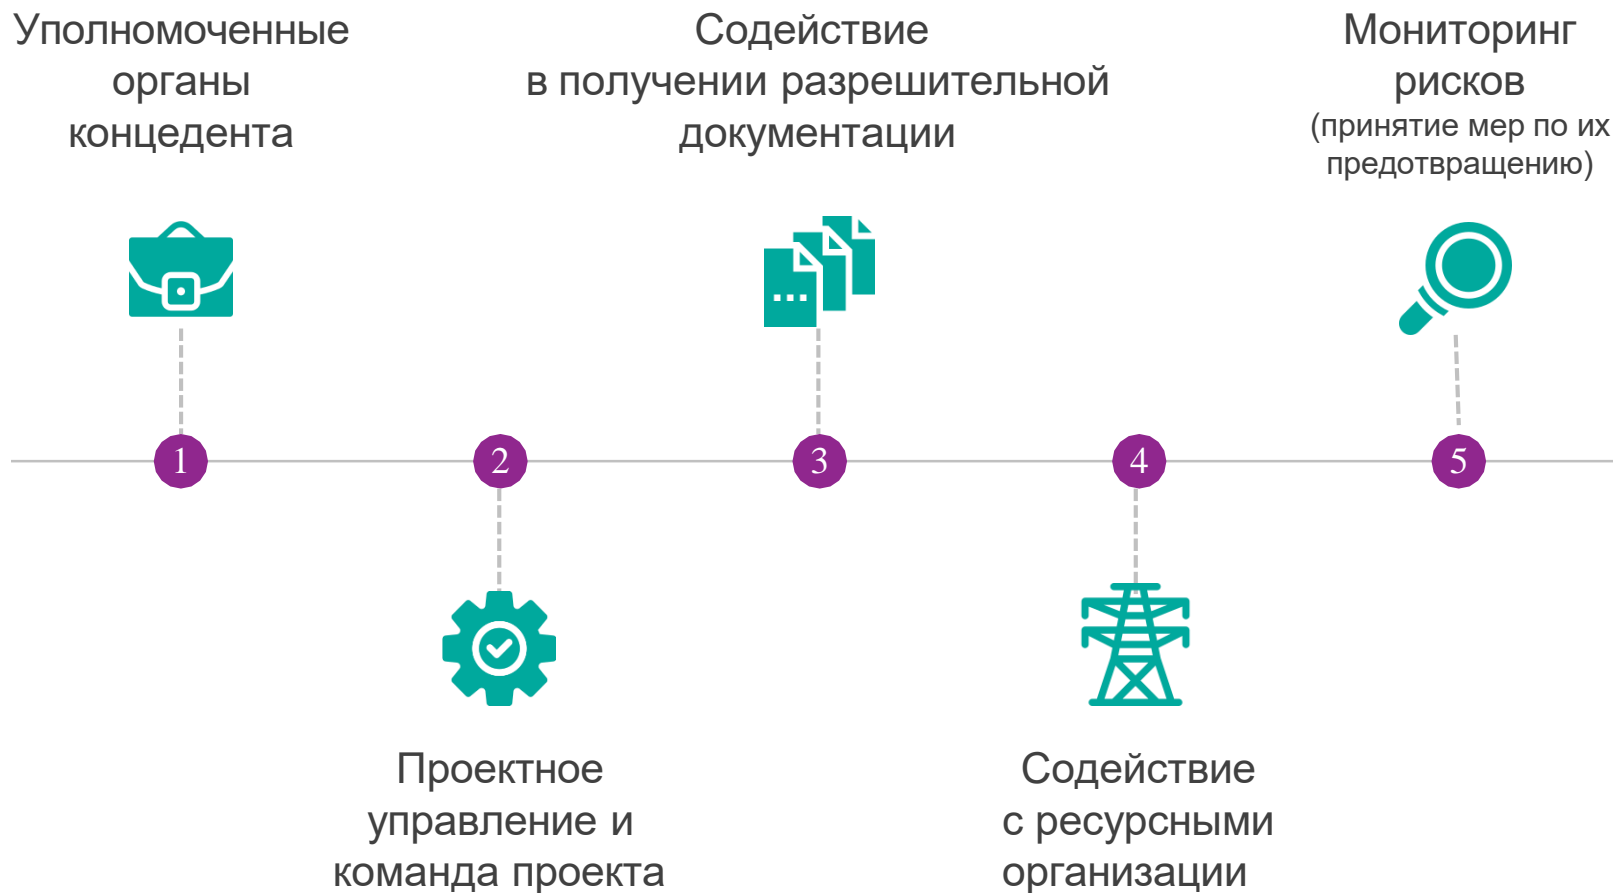 Уполномоченные
органы
концедента
Содействие
в получении разрешительной
документации
Мониторинг
рисков
(принятие мер по их
предотвращению)
1
2
3
4
5
Проектное
управление и
команда проекта
Содействие
с ресурсными
организации